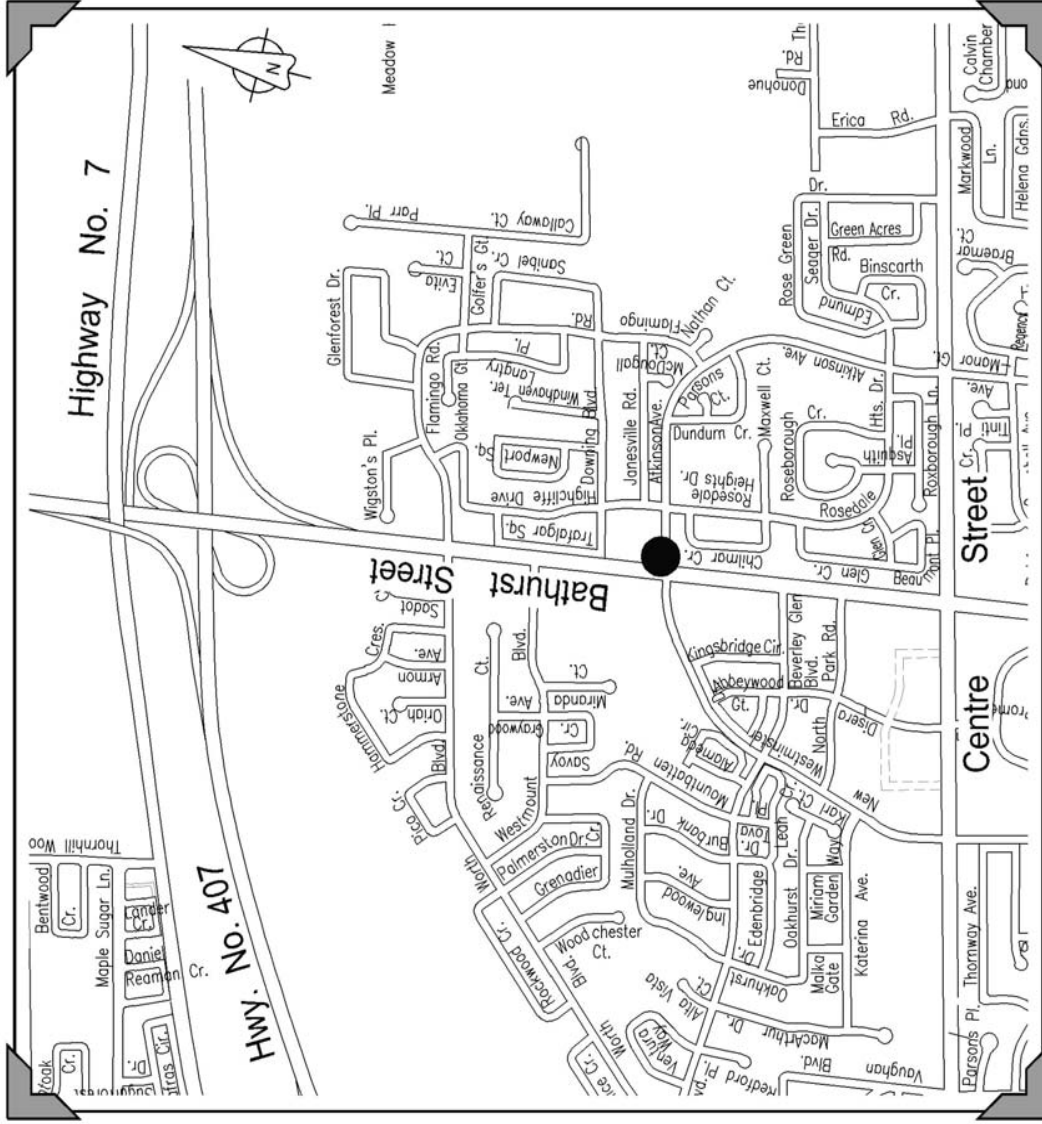 Highway No. 7
N
Meadow
Donohue
Rd.
Erica Rd.
Calvin
Chamber
Markwood
Ln.
Helena Gdns.
Parr Pl.
Callaway Ct.
Evita
Ct.
Golfer's Gt.
Sanibel Cr.
Glenforest Dr.
Flamingo Rd.
Oklahoma Gt.
Langtry
Pl.
Windhaven Ter.
Flamingo
Rd.
Nathan Ct.
McDougall
Ct.
Rose Green
Dr.
Seager Dr.
Green Acres
Rd.
Binscarth
Cr.
Edmund
Braemar
Ct.
Regency
Manor
Gt.
Atkinson Ave.
Wigston's Pl.
Newport
Sq.
Downing Blvd.
Janesville Rd.
Atkinson Ave.
Parsons
Ct.
Dundurn Cr.
Maxwell Ct.
Highcliffe Drive
Trafalgar Sq.
Rosedale
Heights Dr.
Roseborough
Cr.
Rosedale
Hts. Dr.
Asquith
Pl.
Roxborough Ln.
Tinti Pl.
Cr.
Ave.
Chilmar Cr.
Glen Cr.
Glen Ct.
Beaumont Pl.
Bathurst
Street
Centre
Street
Sadot
Hammerstone
Cres.
Armon
Ave.
Oriah
Ct.
Blvd.
Renaissance
Ct.
Westmount
Blvd.
Graywood
Ave.
Miranda
Ct.
Savoy
Cr.
Pico Cr.
Kingsbridge Cir.
Abbeywood
Gt.
Beverley Glen
Blvd.
Park Rd.
North
Dr.
Disera
New
Westminster
Alameda
Cir.
Mountbatten
Rd.
Mulholland Dr.
Burbank
Dr.
Inglewood
Ave.
Jova
Pl.
Dr.
Leah
Ct.
Karl
Edenbridge
Dr.
Oakhurst
Dr.
Miriam
Garden
Way
Malka
Gate
Katerina Ave.
Worth
Blvd.
Palmerston
Dr.
Grenadier
Cr.
Rockwood Cr.
Wood chester
Ct.
Worth
Alta Vista
Ct.
Oakhurst
MacArthur
Dr.
Ventura
Way
Redford Pl.
Vaughan
Blvd.
Parsons Pl.
Thornway Ave.
Hwy. No. 407
Thornhill Woo
Bentwood
Cr.
Maple Sugar Ln.
Lander
Cr.
Daniel
Reaman Cr.
Cr.
Dr.